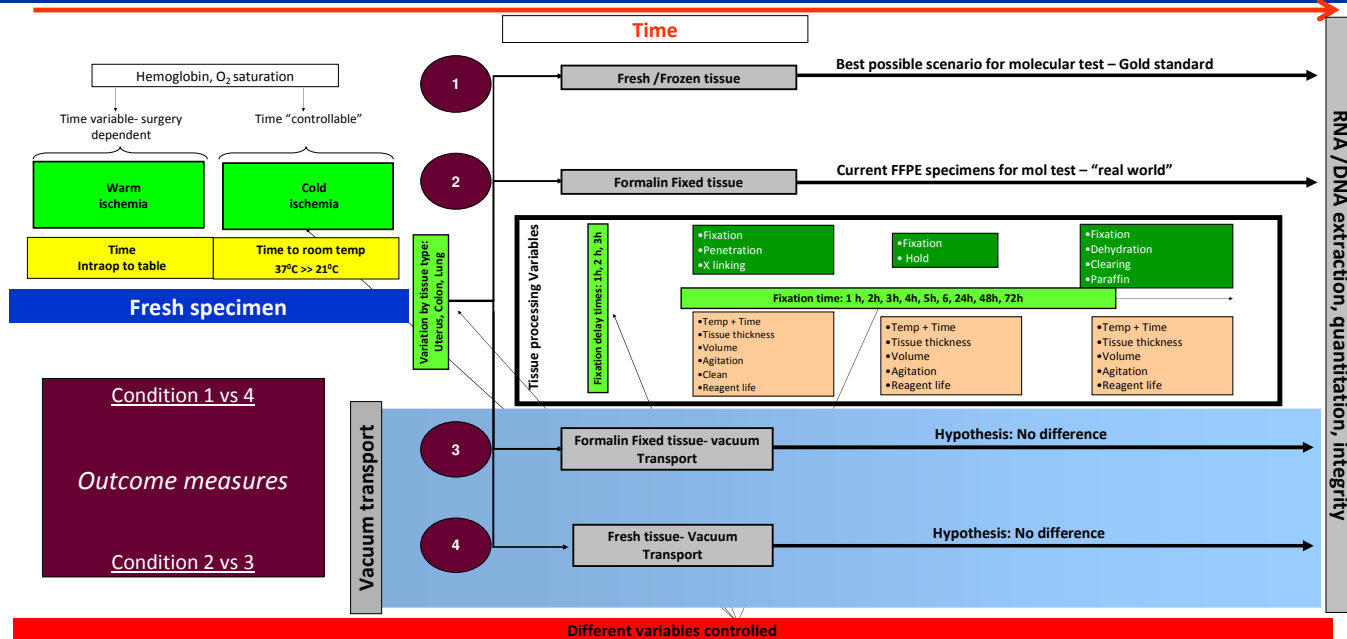 Time
Hemoglobin, O2 saturation
Time variable- surgery
dependent
Time “controllable”
Warm
ischemia
Cold
ischemia
Time
Intraop to table
Time to room temp
37⁰C >> 21⁰C
Fresh specimen
Condition 1 vs 4
Outcome measures
Condition 2 vs 3
Variation by tissue type:
Uterus, Colon, Lung
1
Fresh /Frozen tissue
Best possible scenario for molecular test – Gold standard
2
Formalin Fixed tissue
Current FFPE specimens for mol test – “real world”
Tissue processing Variables
Fixation delay times: 1h, 2 h, 3h
•Fixation
•Penetration
•X linking
•Fixation
• Hold
•Fixation
•Dehydration
•Clearing
•Paraffin
Fixation time: 1 h, 2h, 3h, 4h, 5h, 6, 24h, 48h, 72h
•Temp + Time
•Tissue thickness
•Volume
•Agitation
•Clean
•Reagent life
•Temp + Time
•Tissue thickness
•Volume
•Agitation
•Reagent life
•Temp + Time
•Tissue thickness
•Volume
•Agitation
•Reagent life
Vacuum transport
3
Formalin Fixed tissue- vacuum
Transport
Hypothesis: No difference
4
Fresh tissue- Vacuum
Transport
Hypothesis: No difference
RNA /DNA extraction, quantitation, integrity
Different variables controlled